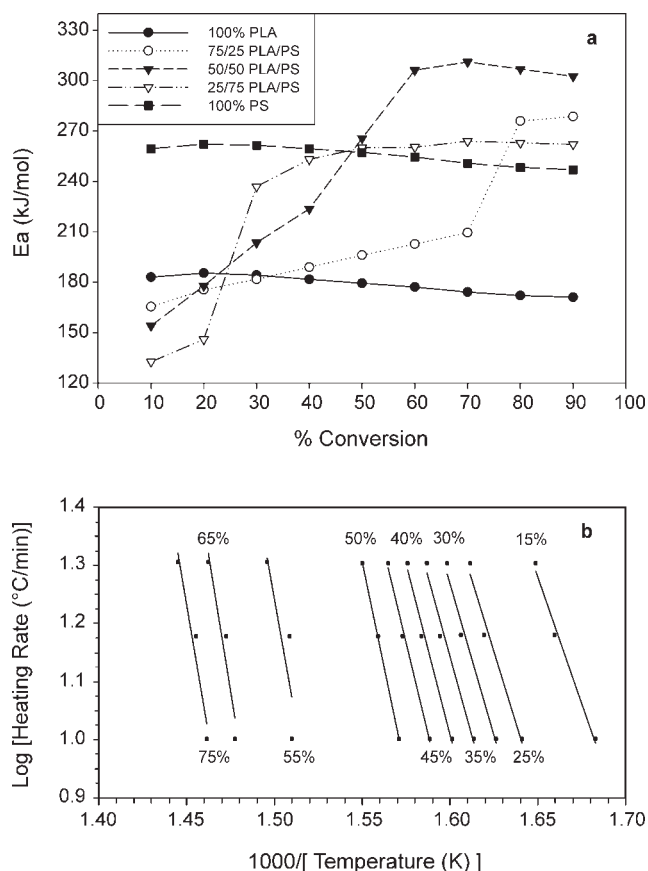 330
300
270
240
210
180
150
120
Ea (kJ/mol)
100% PLA
75/25 PLA/PS
50/50 PLA/PS
25/75 PLA/PS
100% PS
a
0 10 20 30 40 50 60 70 80 90 100
% Conversion
1.4
1.3
1.2
1.1
1.0
0.9
Log [Heating Rate (°C/min)]
b
65% 50% 40% 30% 15%
75% 55% 45% 35% 25%
1.40 1.45 1.50 1.55 1.60 1.65 1.70
1000/[ Temperature (K) ]